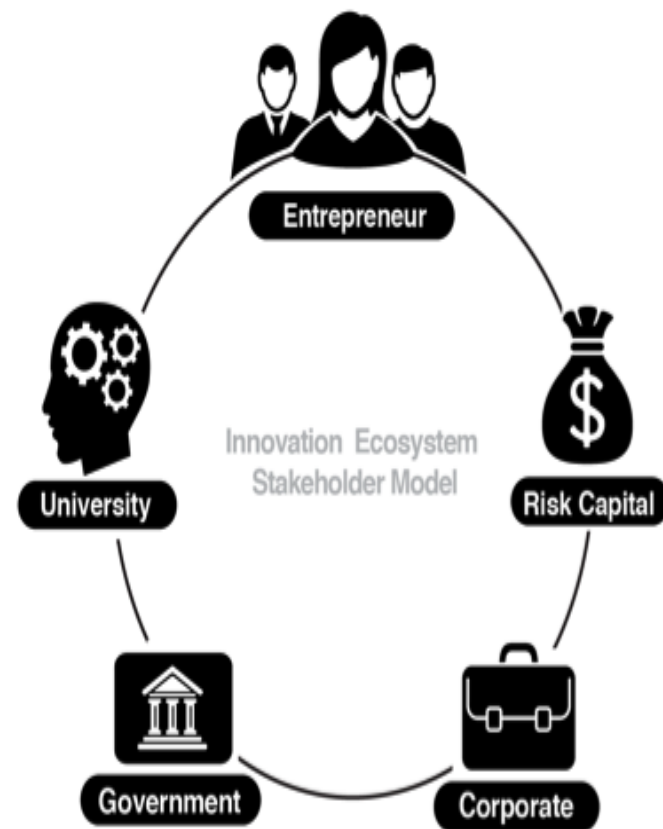 Entrepreneur
University
Innovation Ecosystem
Stakeholder Model
$
Risk Capital
Government
Corporate